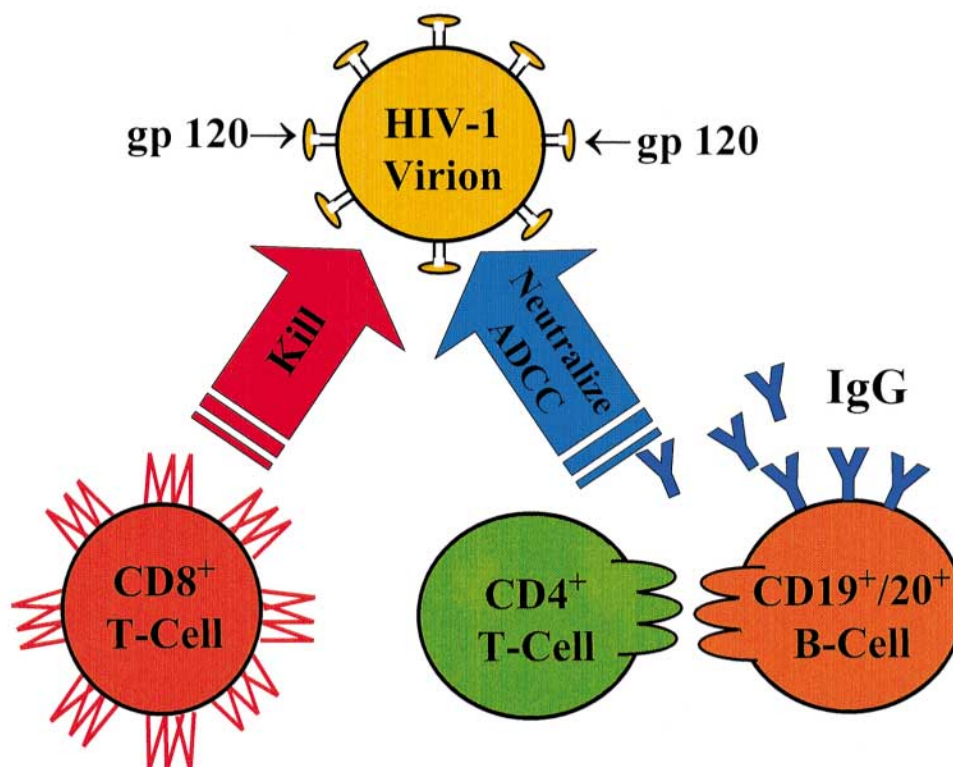 HIV-1
Virion
gp 120→
←gp 120
Kill
Neutralize
ADCC
IgG
CD8⁺
T-Cell
CD4⁺
T-Cell
CD19⁺/20⁺
B-Cell